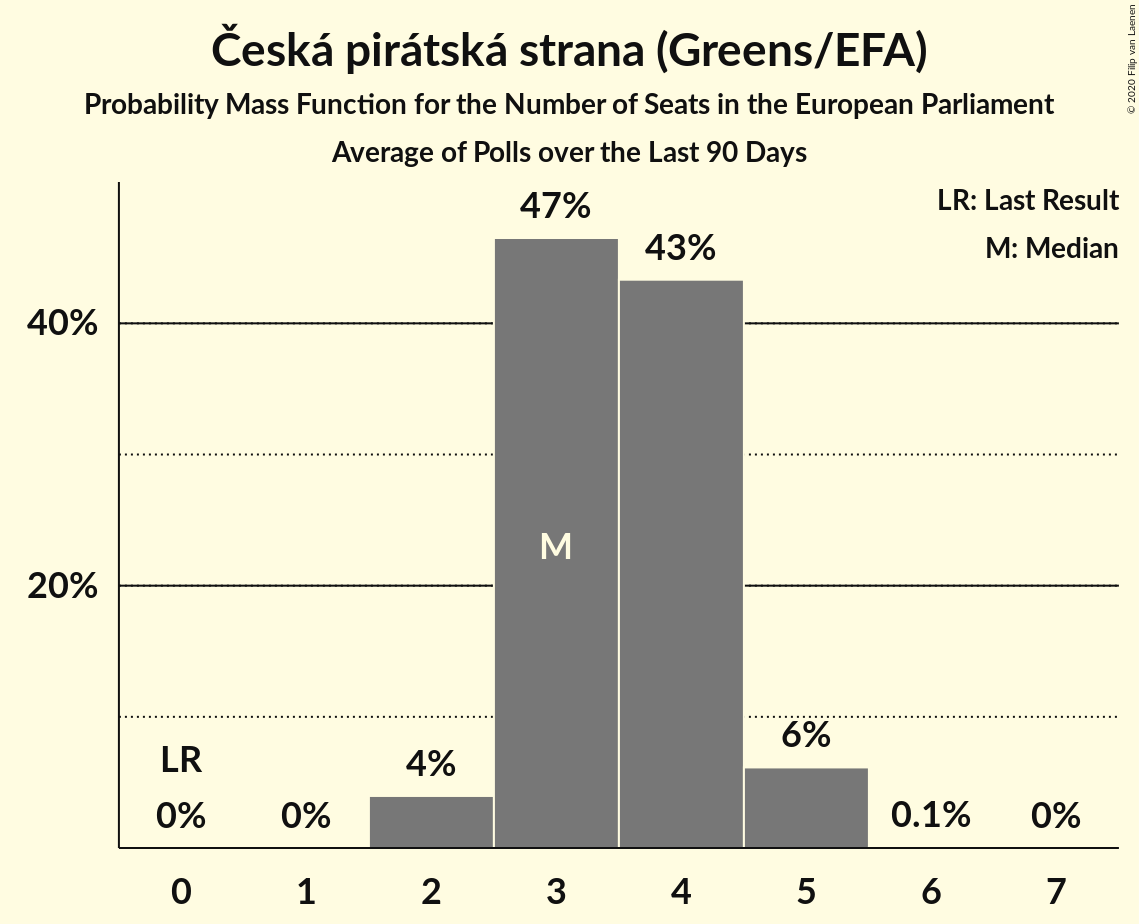 Česká pirátská strana (Greens/EFA)
Probability Mass Function for the Number of Seats in the European Parliament
Average of Polls over the Last 90 Days
© 2020 Filip van Laenen
LR: Last Result
M: Median
47%
43%
40%
M
20%
6%
LR
4%
0%
0%
0.1%
0%
0 1 2 3 4 5 6 7